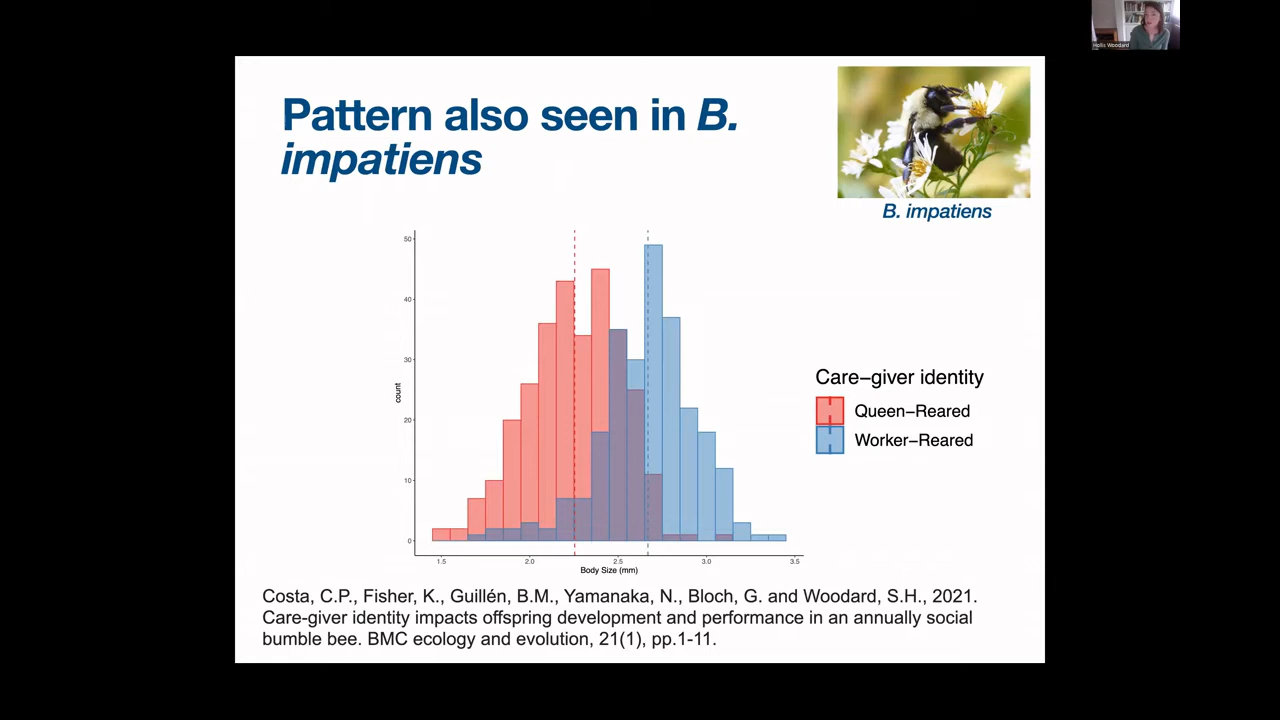 Hollis Woodard
Pattern also seen in B.
impatiens
B. impatiens
50
40
30
20
10
0
count
1.5
2.0
2.5
3.0
3.5
Body Size (mm)
Care-giver identity
Queen-Reared
Worker-Reared
Costa, C.P., Fisher, K., Guillén, B.M., Yamanaka, N., Bloch, G. and Woodard, S.H., 2021.
Care-giver identity impacts offspring development and performance in an annually social
bumble bee. BMC ecology and evolution, 21(1), pp.1-11.